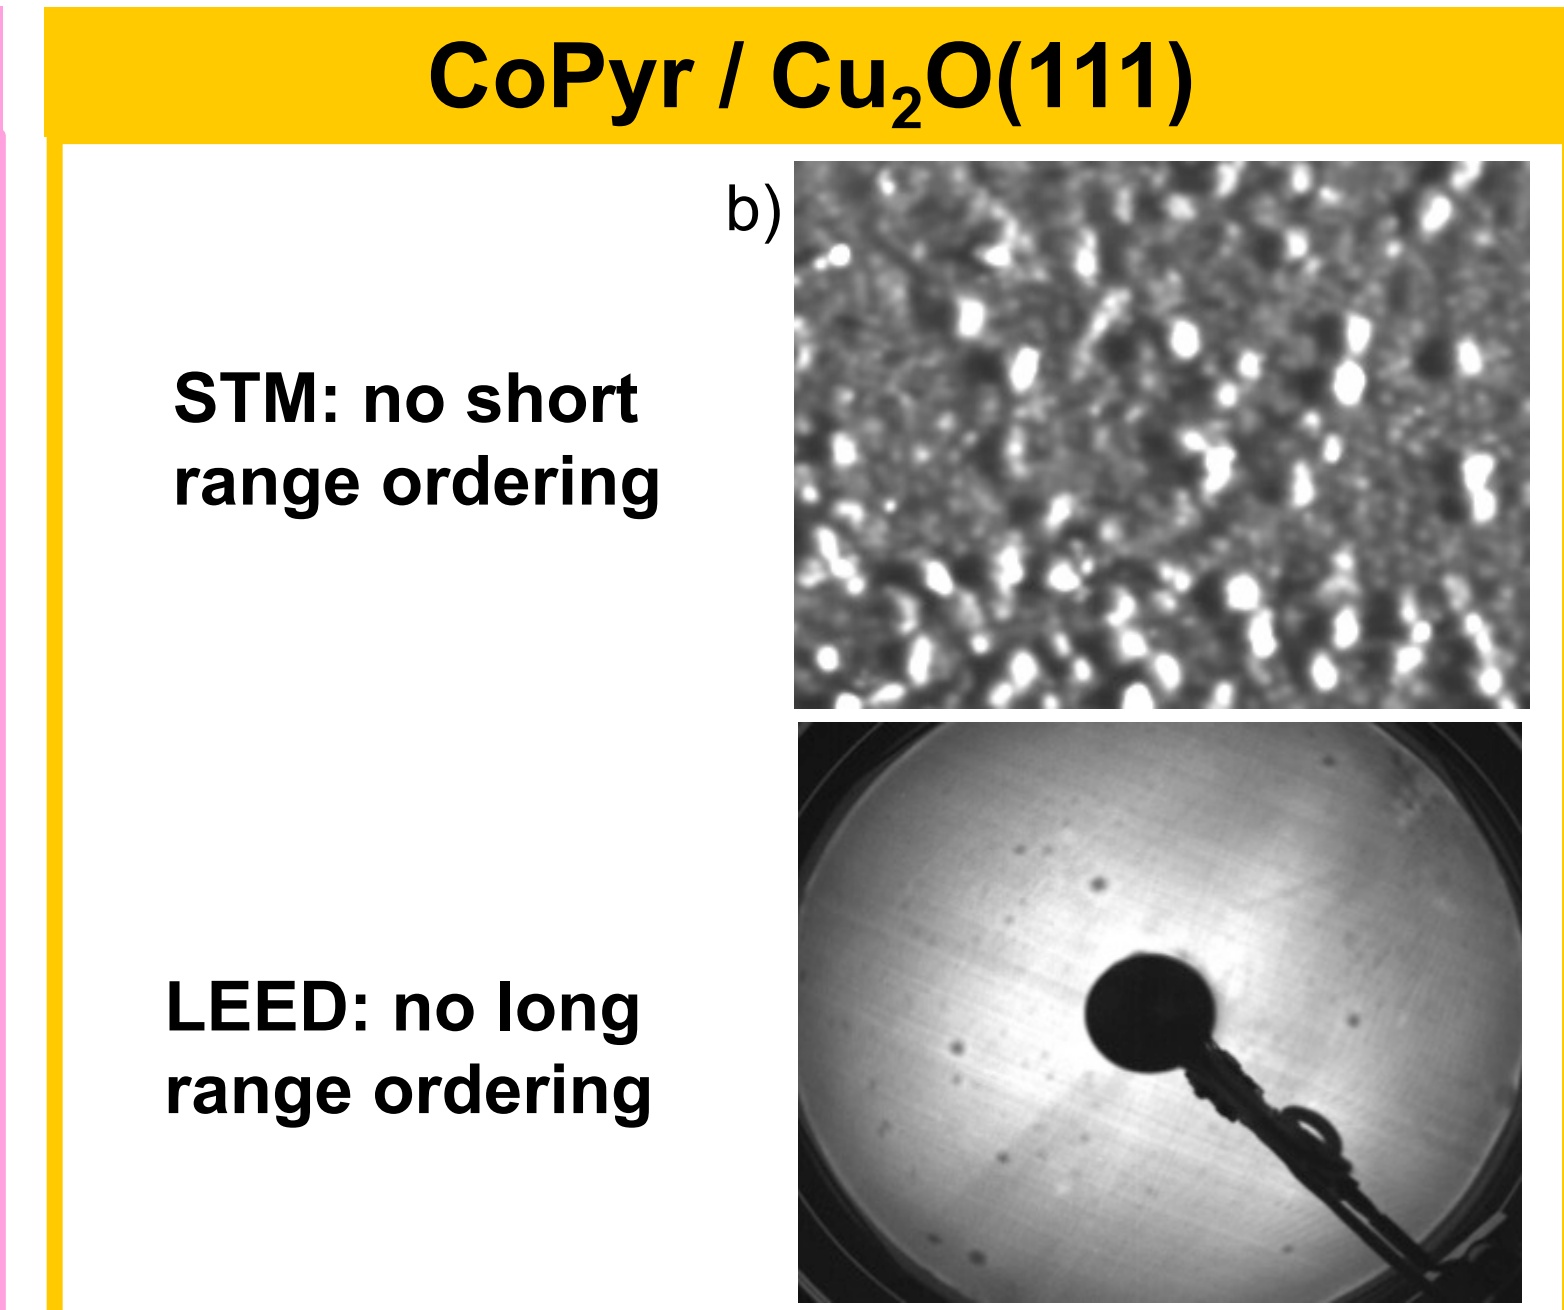 CoPyr / Cu₂O(111)
b)
STM: no short
range ordering
LEED: no long
range ordering